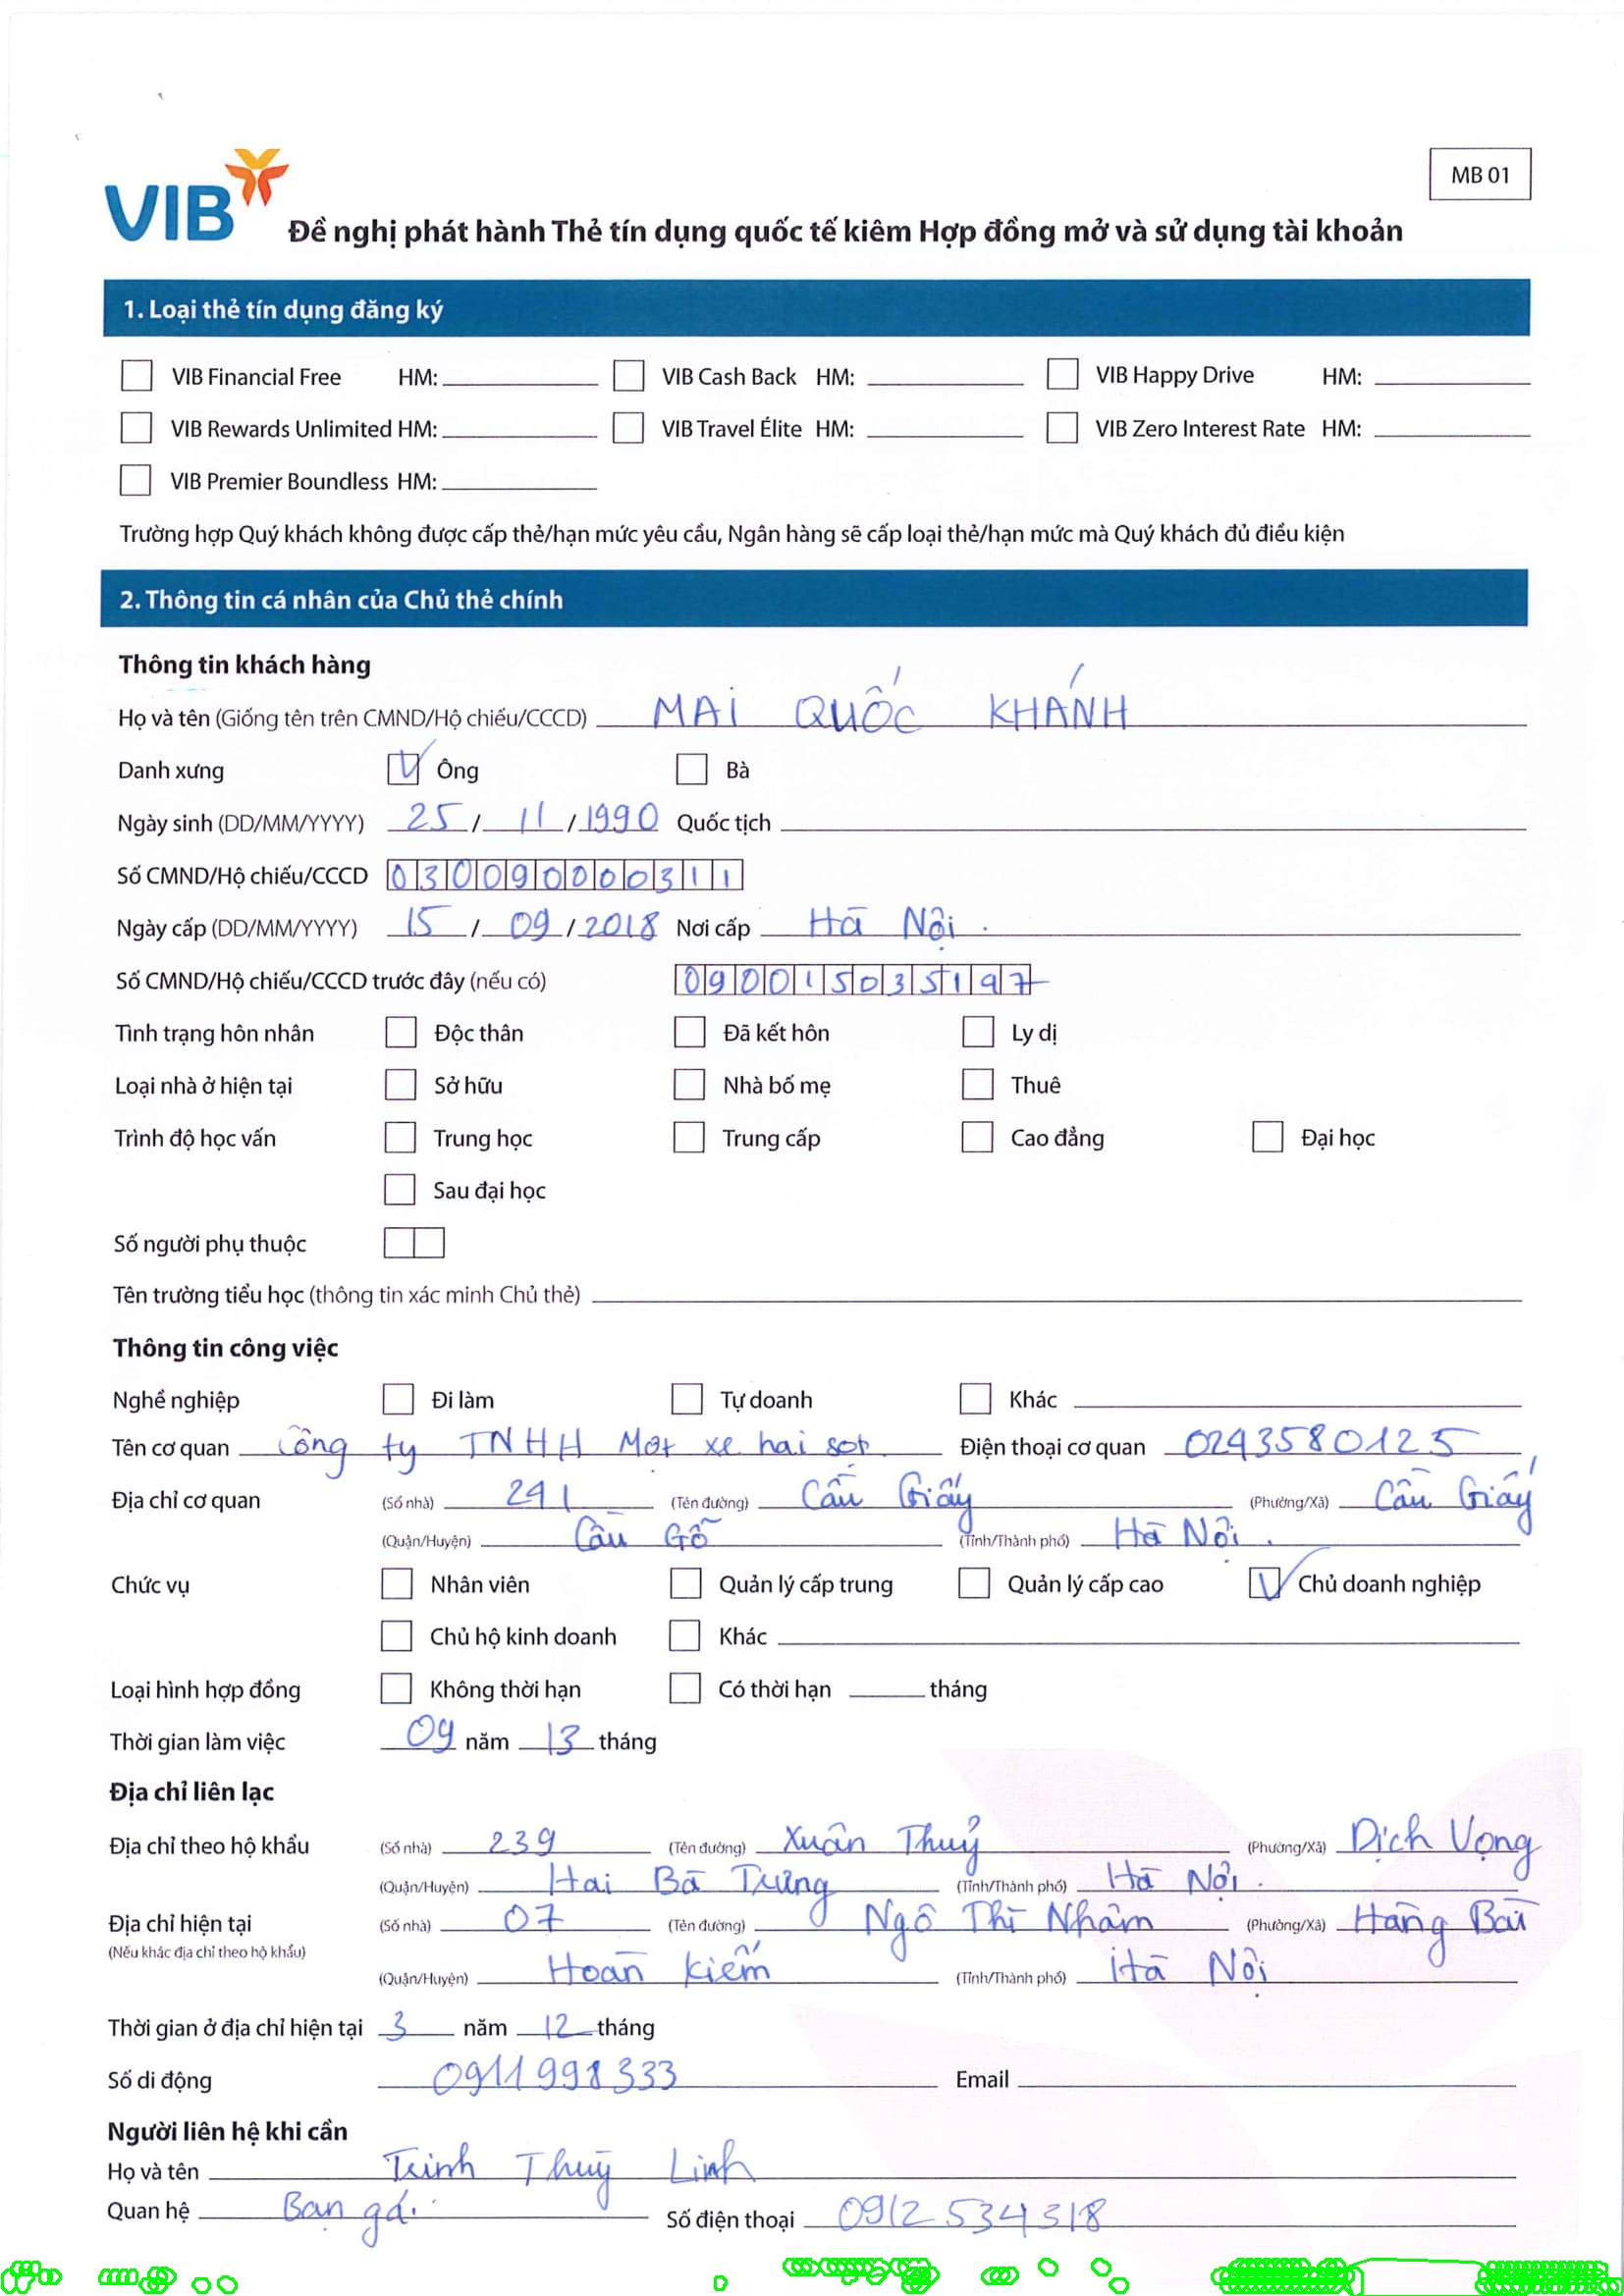 VIB
MB 01
Đề nghị phát hành Thẻ tín dụng quốc tế kiêm Hợp đồng mở và sử dụng tài khoản
1. Loại thẻ tín dụng đăng ký
VIB Financial Free HM: VIB Cash Back HM: VIB Happy Drive HM:
VIB Rewards Unlimited HM: VIB Travel Élite HM: VIB Zero Interest Rate HM:
VIB Premier Boundless HM:
Trường hợp Quý khách không được cấp thẻ/hạn mức yêu cầu, Ngân hàng sẽ cấp loại thẻ/hạn mức mà Quý khách đủ điều kiện
2. Thông tin cá nhân của Chủ thẻ chính
Thông tin khách hàng
Họ và tên (Giống tên trên CMND/Hộ chiếu/CCCD) MAI QUỐC KHÁNH
Danh xưng Ông Bà
Ngày sinh (DD/MM/YYYY) 25 / 11 / 1990 Quốc tịch
Số CMND/Hộ chiếu/CCCD 030090000311
Ngày cấp (DD/MM/YYYY) 15 / 09 / 2018 Nơi cấp Hà Nội.
Số CMND/Hộ chiếu/CCCD trước đây (nếu có) 090015035197
Tình trạng hôn nhân Độc thân Đã kết hôn Ly dị
Loại nhà ở hiện tại Sở hữu Nhà bố mẹ Thuê
Trình độ học vấn Trung học Trung cấp Cao đẳng Đại học
Sau đại học
Số người phụ thuộc
Tên trường tiểu học (thông tin xác minh Chủ thẻ)
Thông tin công việc
Nghề nghiệp Đi làm Tự doanh Khác
Tên cơ quan Công ty TNHH Một xe hai Điện thoại cơ quan 0243580125
Địa chỉ cơ quan (Số nhà) 241 (Tên đường) Cầu Giấy (Phường/Xã) Cầu Giấy
(Quận/Huyện) Cầu Gỗ (Tỉnh/Thành phố) Hà Nội.
Chức vụ Nhân viên Quản lý cấp trung Quản lý cấp cao Chủ doanh nghiệp
Chủ hộ kinh doanh Khác
Loại hình hợp đồng Không thời hạn Có thời hạn tháng
Thời gian làm việc 09 năm 13 tháng
Địa chỉ liên lạc
Địa chỉ theo hộ khẩu (Số nhà) 239 (Tên đường) Xuân Thuỷ (Phường/Xã) Dịch Vọng
(Quận/Huyện) Hai Bà Trưng (Tỉnh/Thành phố) Hà Nội.
Địa chỉ hiện tại (Số nhà) 07 (Tên đường) Ngô Thì Nhậm (Phường/Xã) Hàng Bài
(Nếu khác địa chỉ theo hộ khẩu)
(Quận/Huyện) Hoàn Kiếm (Tỉnh/Thành phố) Hà Nội
Thời gian ở địa chỉ hiện tại 3 năm 12 tháng
Số di động 0911998333 Email
Người liên hệ khi cần
Họ và tên Trịnh Thuỳ Linh
Quan hệ Bạn gái Số điện thoại 0912534318